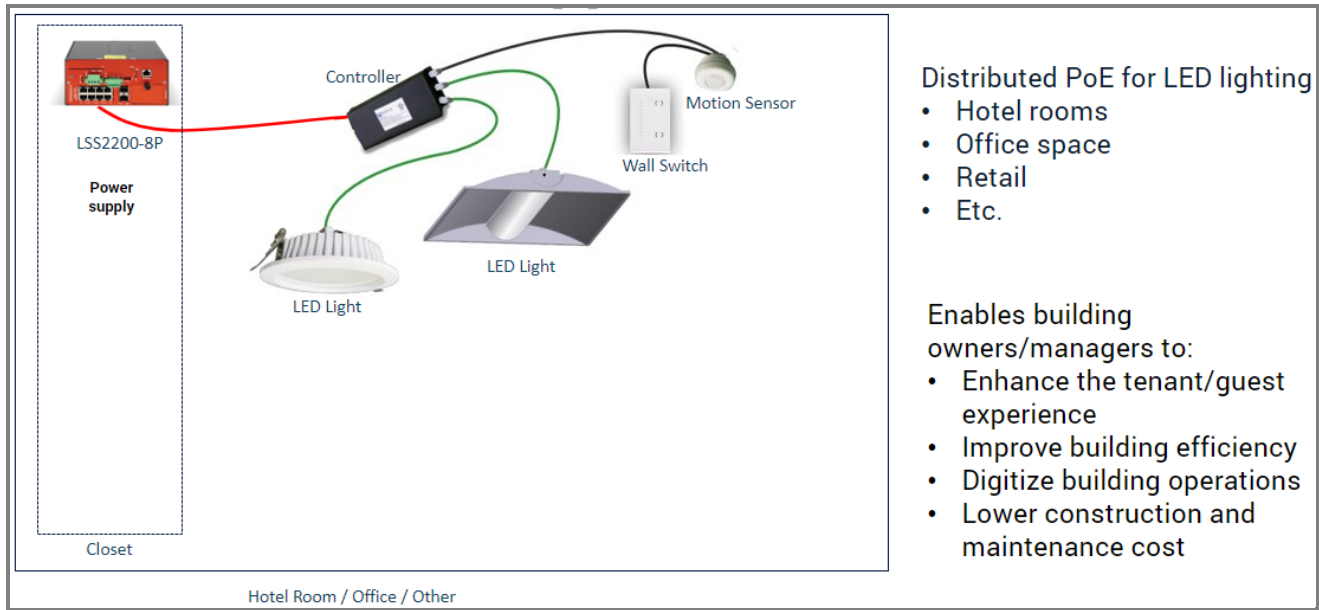 Controller
LSS2200-8P
Motion Sensor
Wall Switch
Power
supply
LED Light
LED Light
Closet
Hotel Room / Office / Other
Distributed PoE for LED lighting
• Hotel rooms
• Office space
• Retail
• Etc.
Enables building
owners/managers to:
• Enhance the tenant/guest
experience
• Improve building efficiency
• Digitize building operations
• Lower construction and
maintenance cost